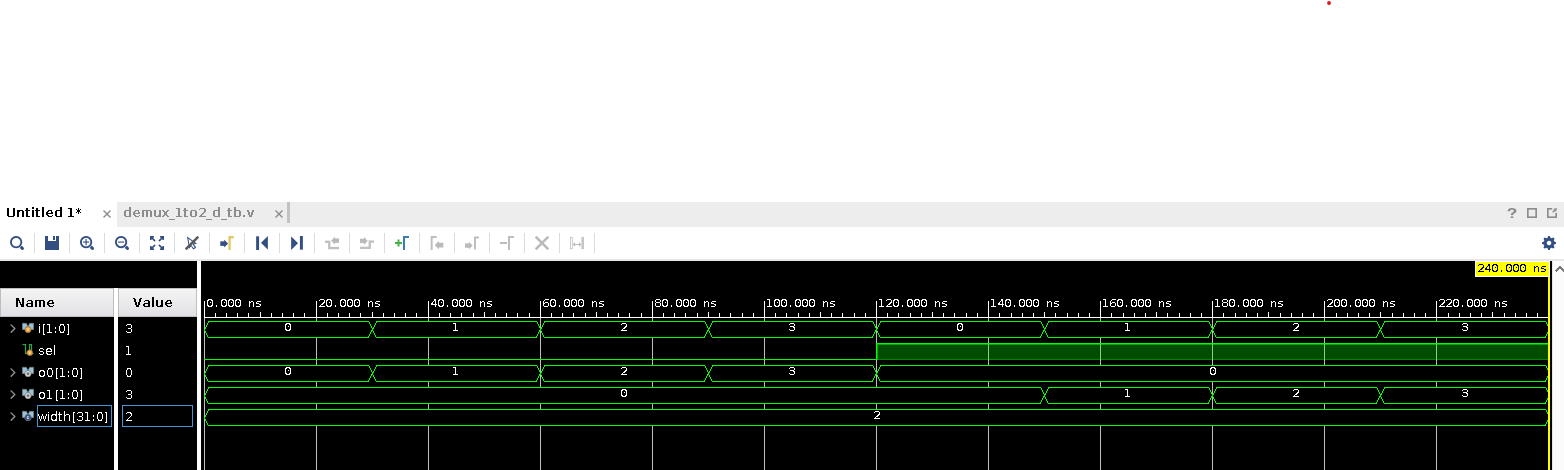 Untitled 1* × demux_1to2_d_tb.v ×
?
240.000 ns
Name Value 0.000 ns 20.000 ns 40.000 ns 60.000 ns 80.000 ns 100.000 ns 120.000 ns 140.000 ns 160.000 ns 180.000 ns 200.000 ns 220.000 ns
i[1:0] 3 0 1 2 3 0 1 2 3
sel 1
o0[1:0] 0 0 1 2 3 0
o1[1:0] 3 0 1 2 3
width[31:0] 2 2